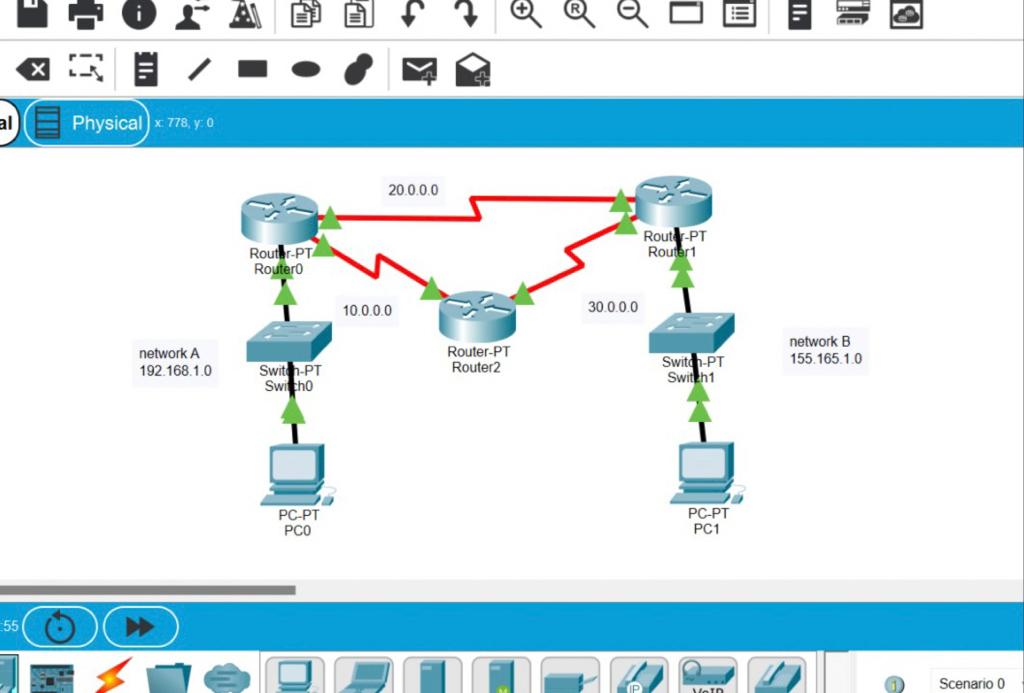 al
Physical
x: 778, y: 0
20.0.0.0
Router-PT
Router0
Router-PT
Router1
10.0.0.0
30.0.0.0
Router-PT
Router2
network A
192.168.1.0
Switch-PT
Switch0
Switch-PT
Switch1
network B
155.165.1.0
PC-PT
PC0
PC-PT
PC1
:55
IP
VoIP
1
Scenario 0